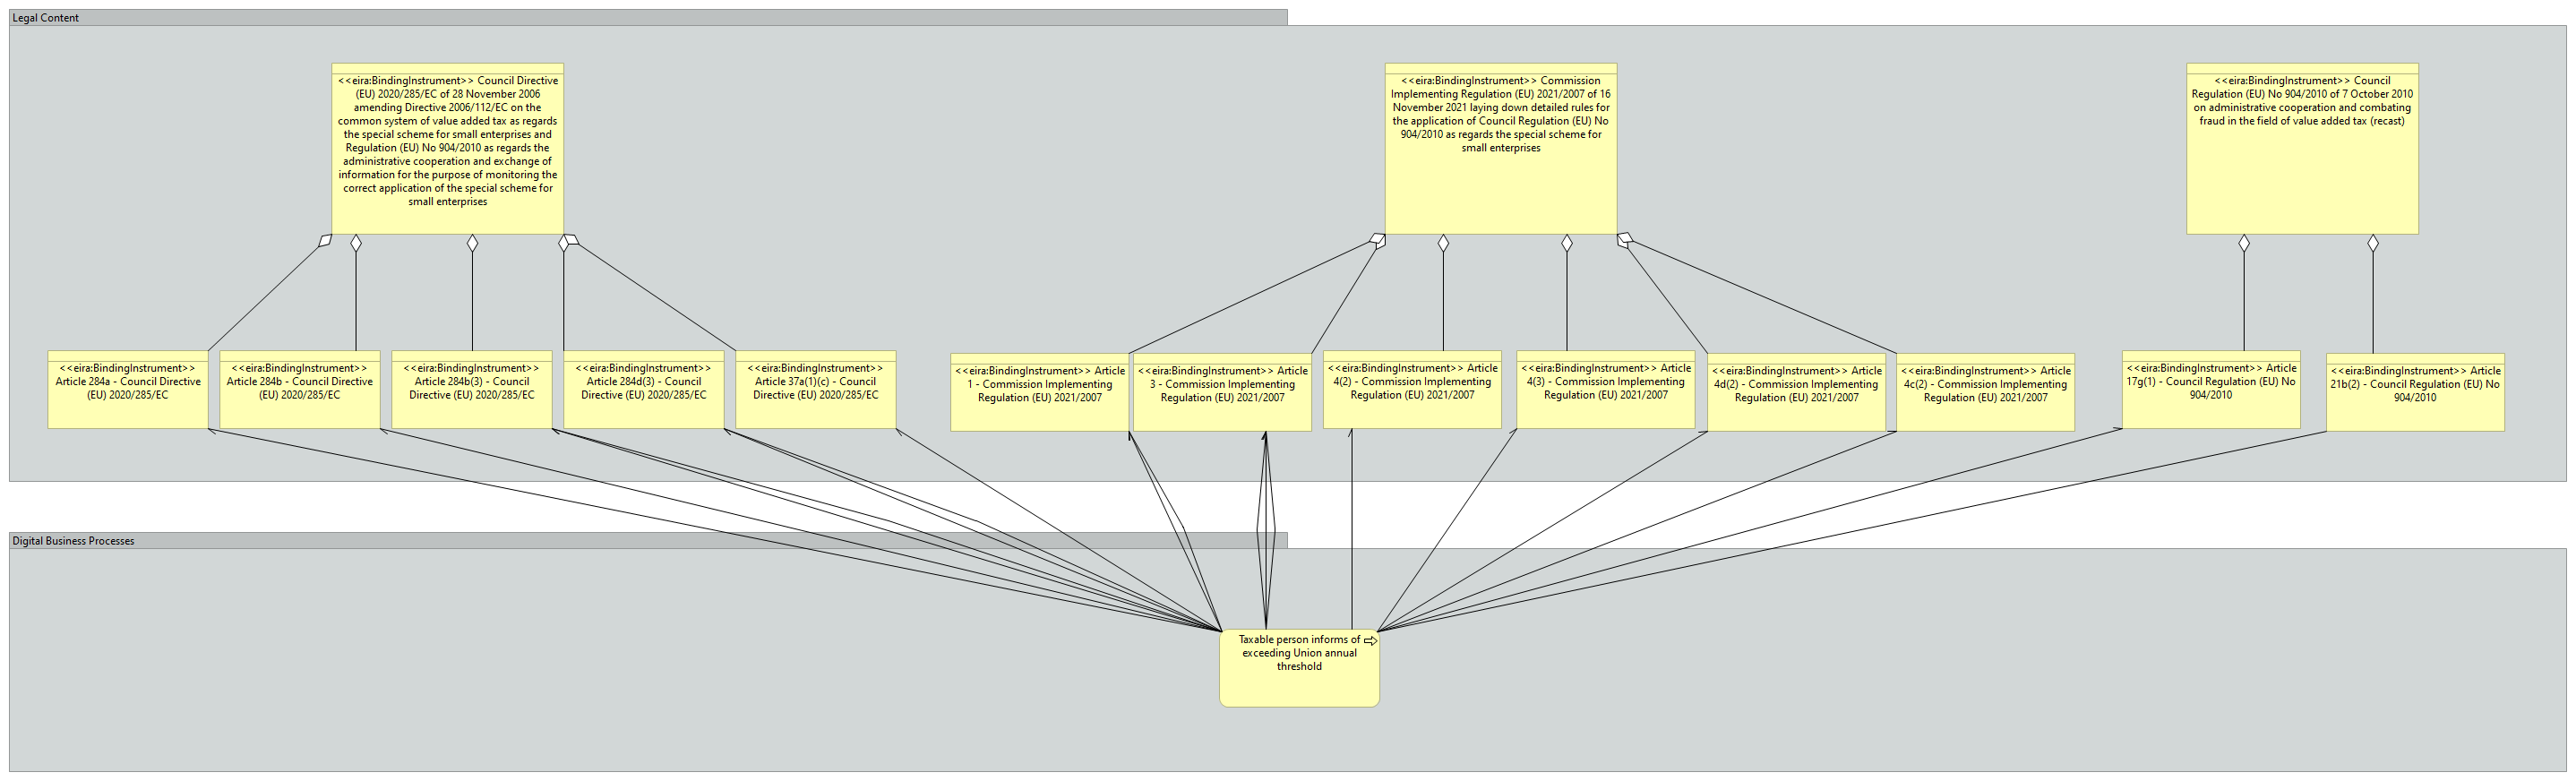 Legal Content
<<eira:BindingInstrument>> Council Directive
(EU) 2020/285/EC of 28 November 2006
amending Directive 2006/112/EC on the
common system of value added tax as regards
the special scheme for small enterprises and
Regulation (EU) No 904/2010 as regards the
administrative cooperation and exchange of
information for the purpose of monitoring the
correct application of the special scheme for
small enterprises
<<eira:BindingInstrument>> Commission
Implementing Regulation (EU) 2021/2007 of 16
November 2021 laying down detailed rules for
the application of Council Regulation (EU) No
904/2010 as regards the special scheme for
small enterprises
<<eira:BindingInstrument>> Council
Regulation (EU) No 904/2010 of 7 October 2010
on administrative cooperation and combating
fraud in the field of value added tax (recast)
<<eira:BindingInstrument>>
Article 284a - Council Directive
(EU) 2020/285/EC
<<eira:BindingInstrument>>
Article 284b - Council Directive
(EU) 2020/285/EC
<<eira:BindingInstrument>>
Article 284b(3) - Council
Directive (EU) 2020/285/EC
<<eira:BindingInstrument>>
Article 284d(3) - Council
Directive (EU) 2020/285/EC
<<eira:BindingInstrument>>
Article 37a(1)(c) - Council
Directive (EU) 2020/285/EC
<<eira:BindingInstrument>> Article
1 - Commission Implementing
Regulation (EU) 2021/2007
<<eira:BindingInstrument>> Article
3 - Commission Implementing
Regulation (EU) 2021/2007
<<eira:BindingInstrument>> Article
4(2) - Commission Implementing
Regulation (EU) 2021/2007
<<eira:BindingInstrument>> Article
4(3) - Commission Implementing
Regulation (EU) 2021/2007
<<eira:BindingInstrument>> Article
4d(2) - Commission Implementing
Regulation (EU) 2021/2007
<<eira:BindingInstrument>> Article
4c(2) - Commission Implementing
Regulation (EU) 2021/2007
<<eira:BindingInstrument>> Article
17g(1) - Council Regulation (EU) No
904/2010
<<eira:BindingInstrument>> Article
21b(2) - Council Regulation (EU) No
904/2010
Digital Business Processes
Taxable person informs of
exceeding Union annual
threshold